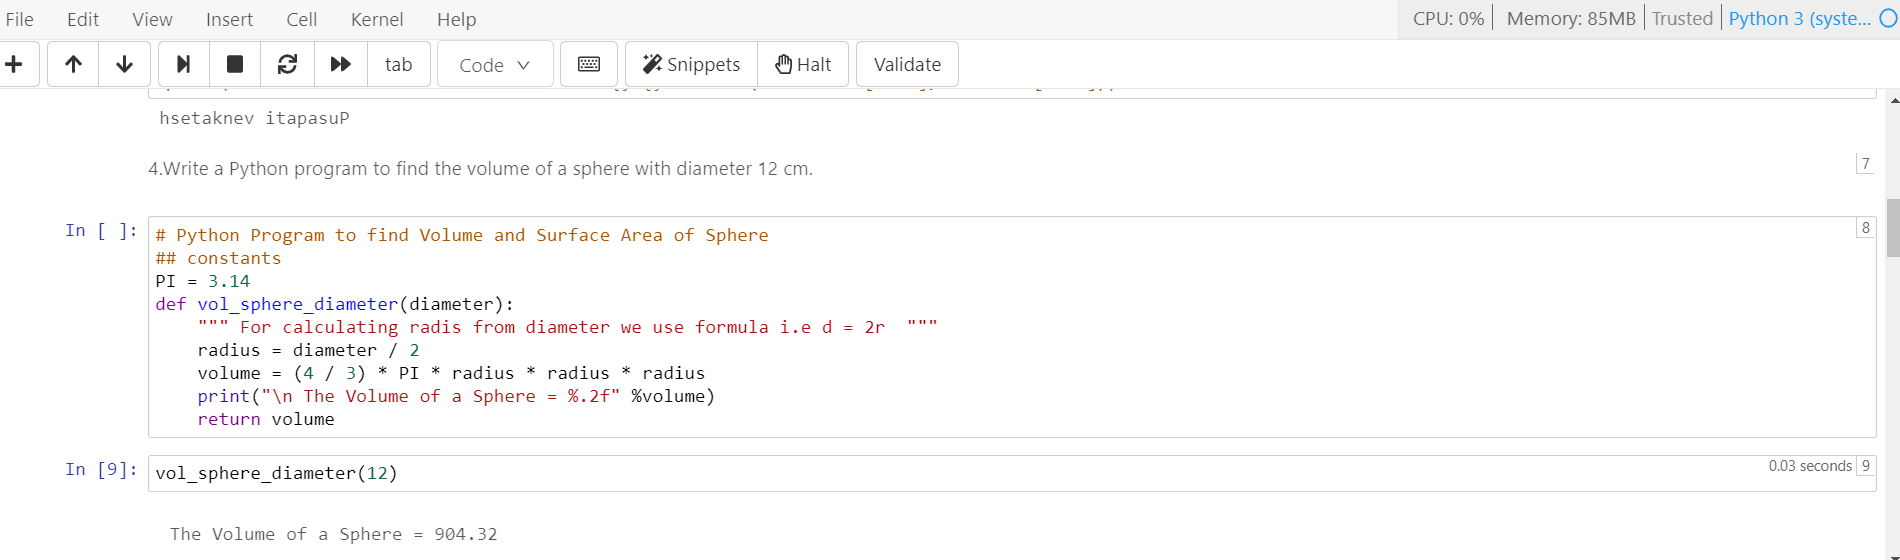 File Edit View Insert Cell Kernel Help CPU: 0% Memory: 85MB Trusted Python 3 (syste...
tab Code Snippets Halt Validate
hsetaknev itapasuP
4.Write a Python program to find the volume of a sphere with diameter 12 cm. 7
In [ ]: 8
# Python Program to find Volume and Surface Area of Sphere
## constants
PI = 3.14
def vol_sphere_diameter(diameter):
    """ For calculating radis from diameter we use formula i.e d = 2r  """
    radius = diameter / 2
    volume = (4 / 3) * PI * radius * radius * radius
    print("\n The Volume of a Sphere = %.2f" %volume)
    return volume
In [9]: vol_sphere_diameter(12) 0.03 seconds 9
The Volume of a Sphere = 904.32